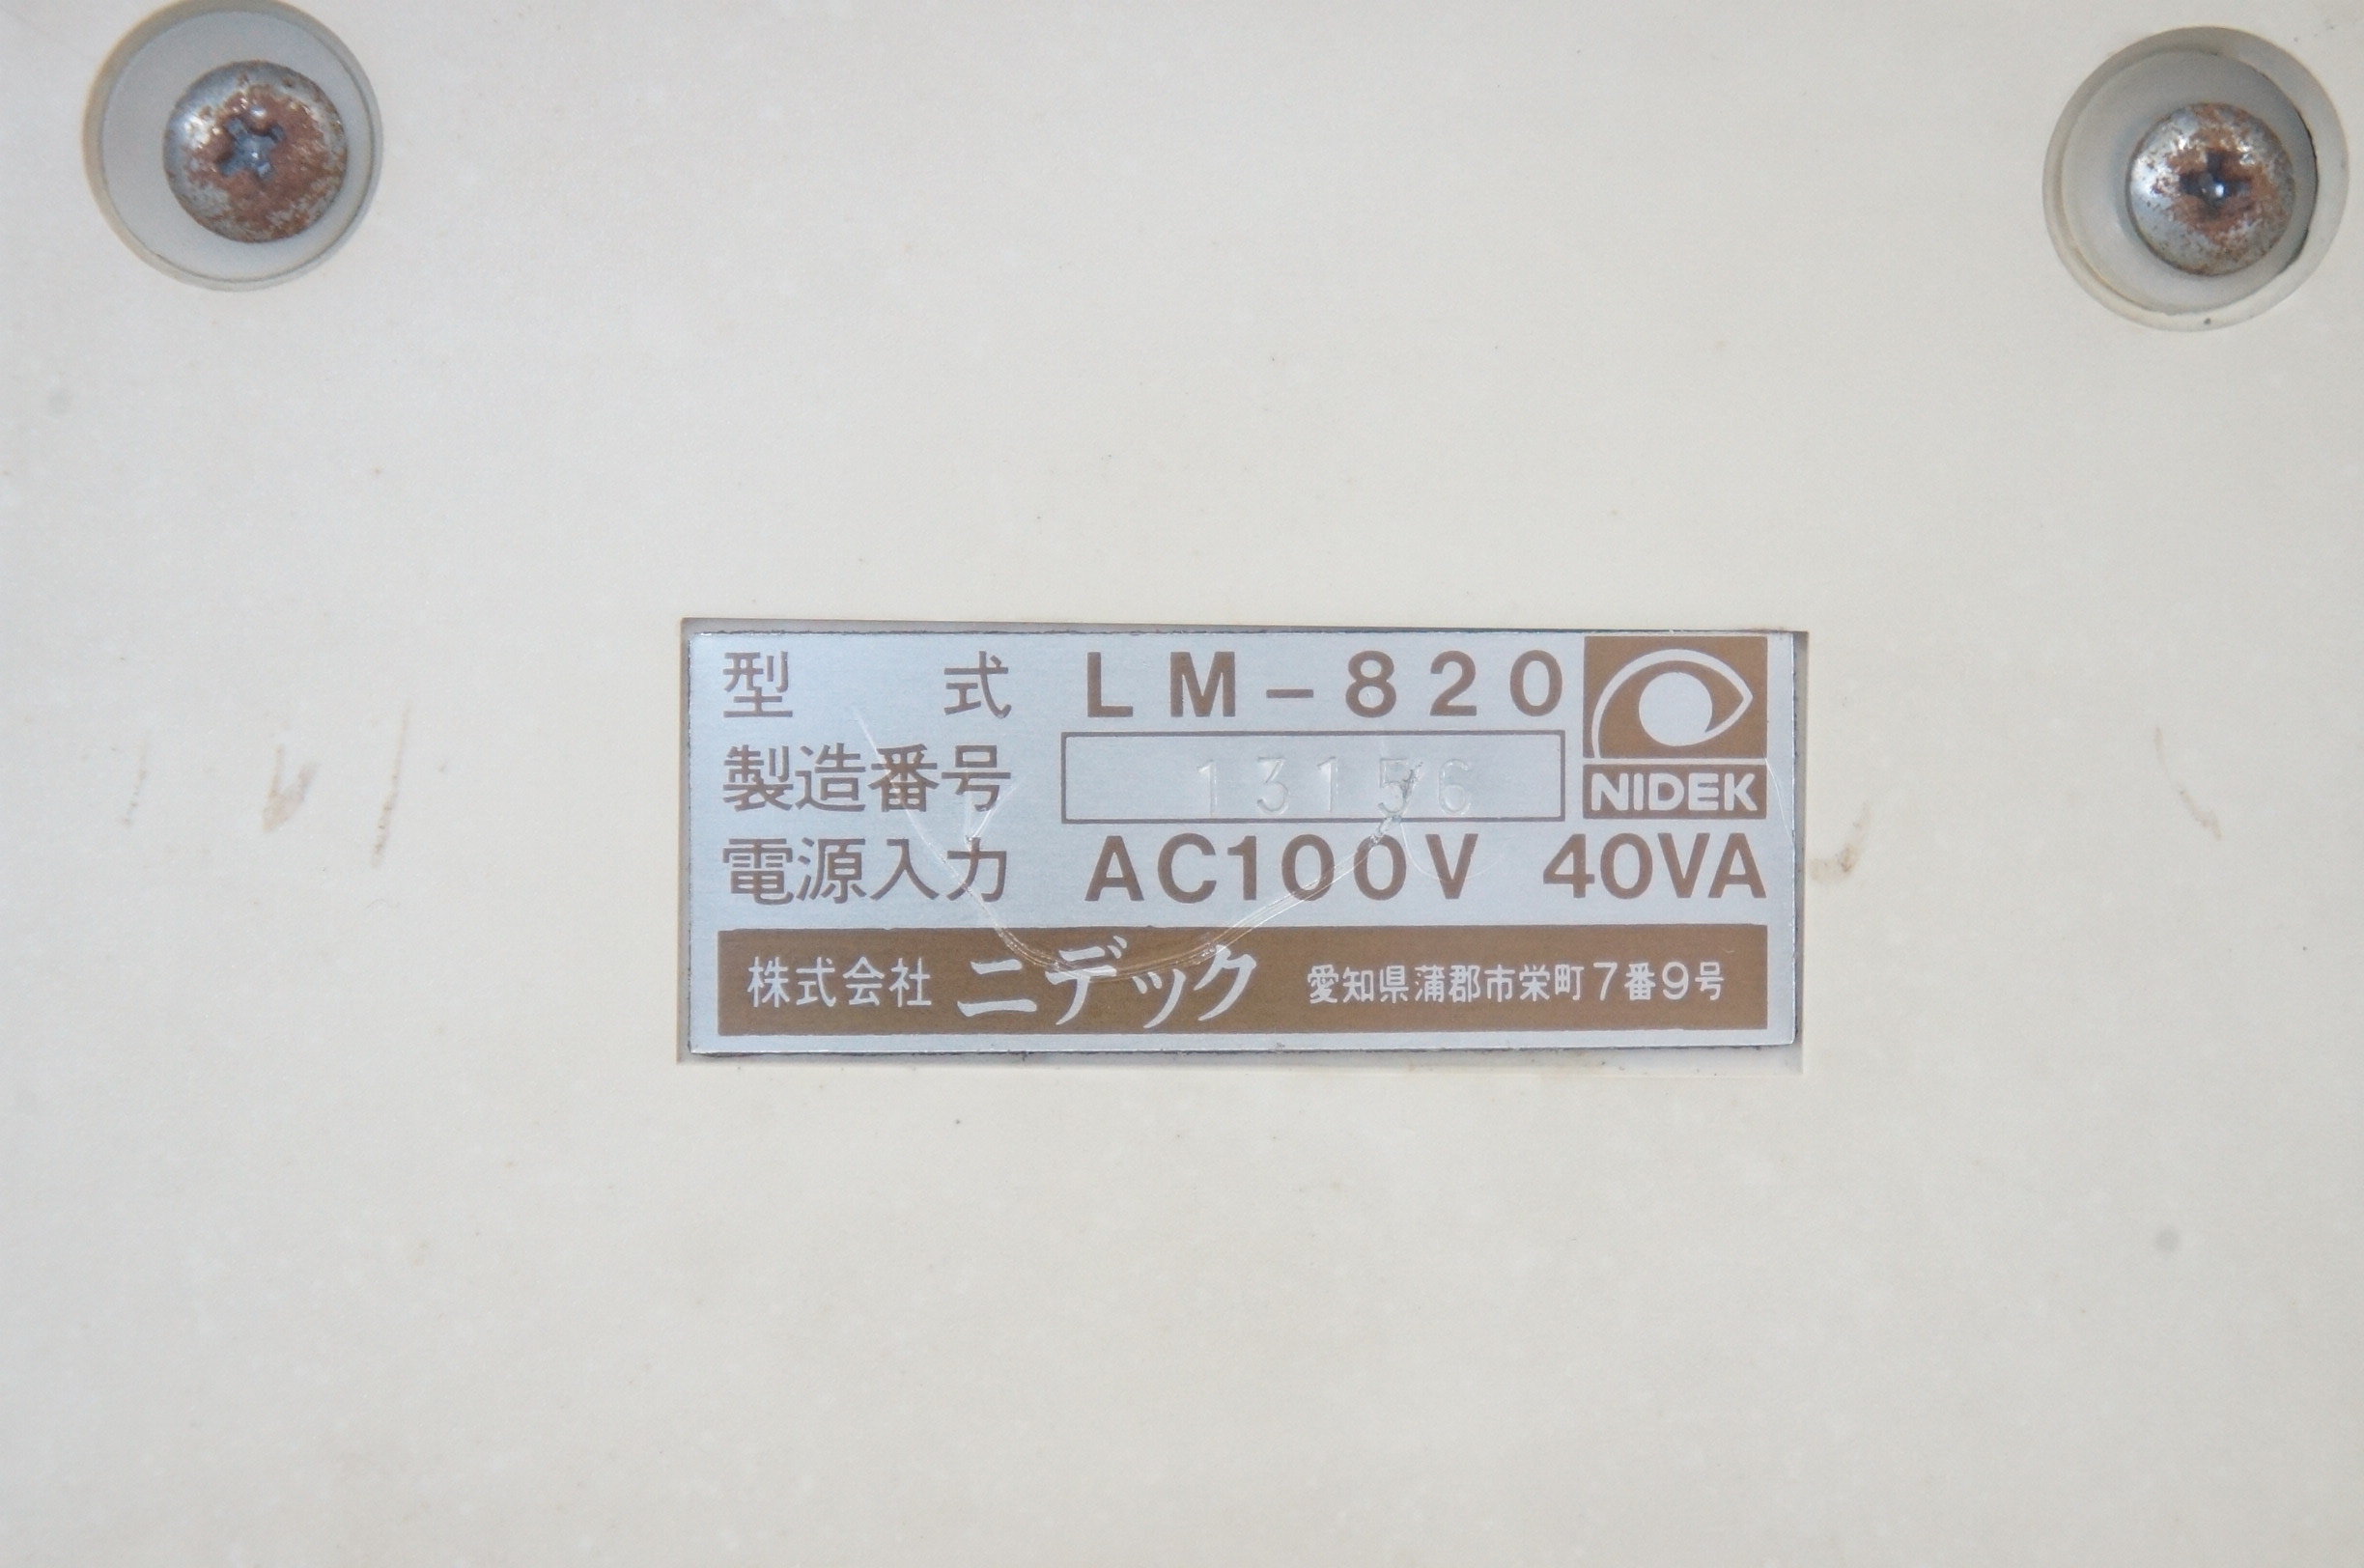 型 式 LM-820
製造番号 13156
NIDEK
電源入力 AC100V 40VA
株式会社 ニデック 愛知県蒲郡市栄町7番9号